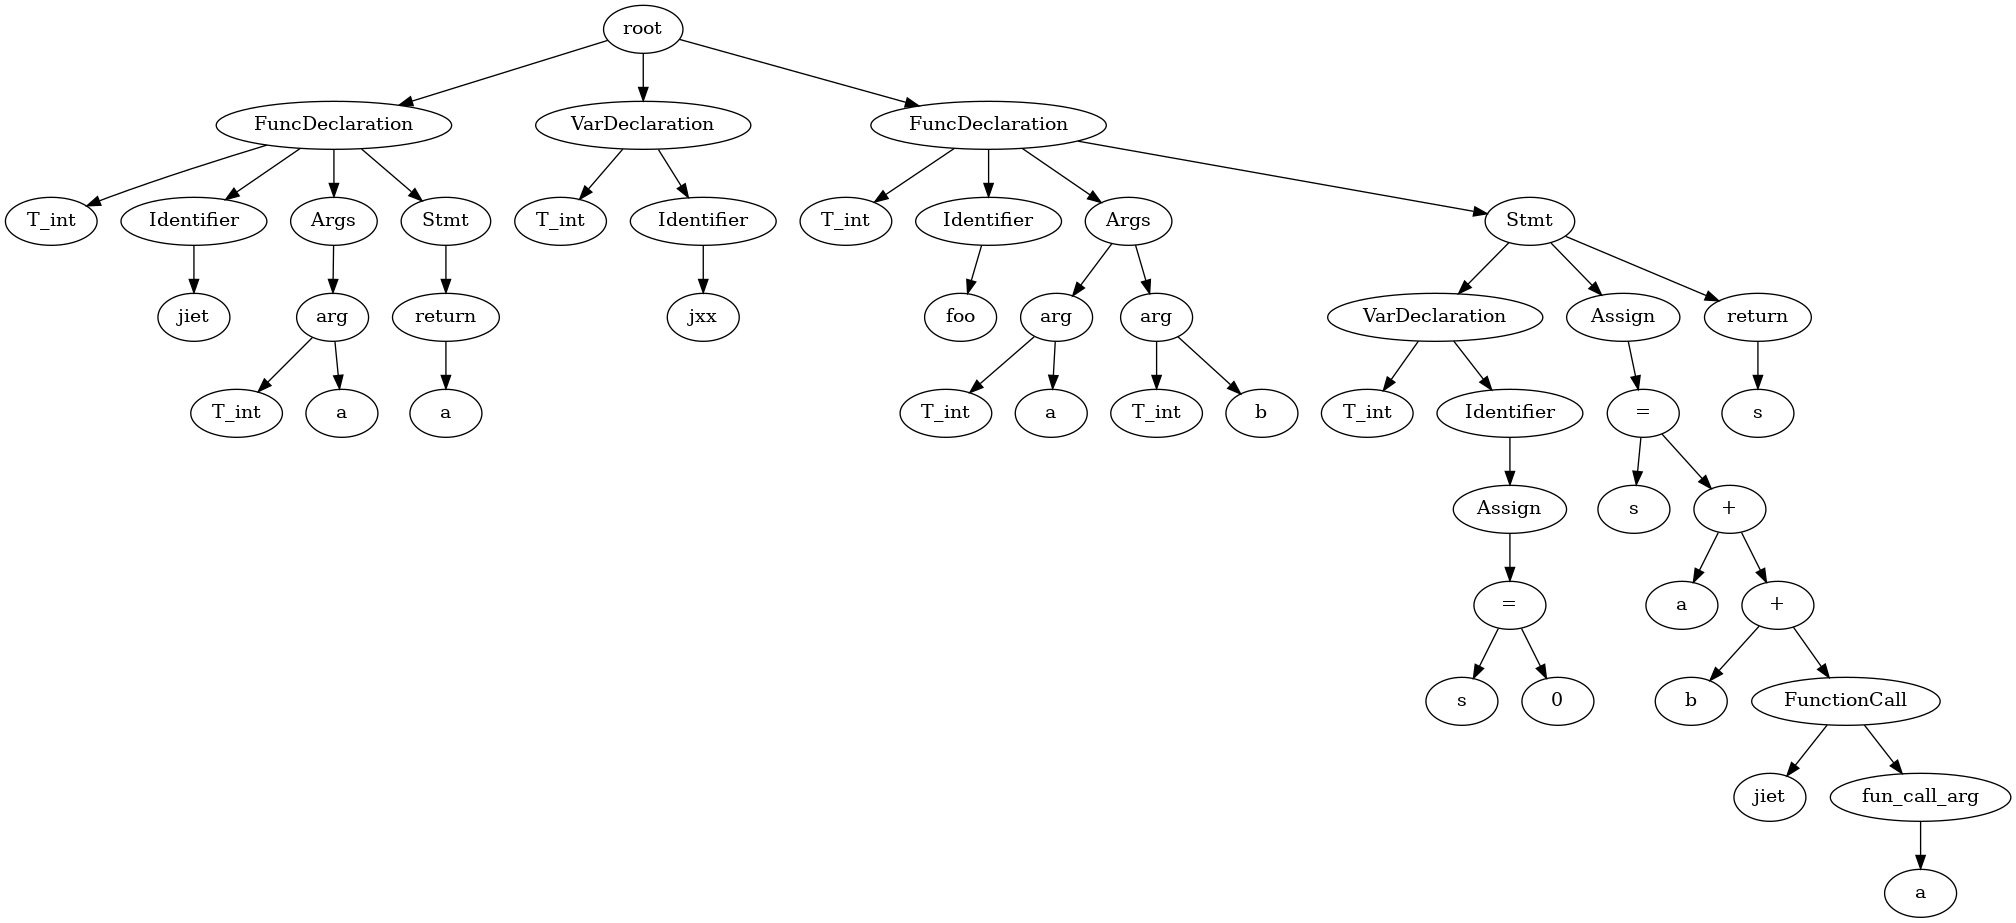 root
FuncDeclaration VarDeclaration FuncDeclaration
T_int Identifier Args Stmt T_int Identifier T_int Identifier Args Stmt
jiet arg return jxx foo arg arg VarDeclaration Assign return
T_int a a T_int a T_int b T_int Identifier = s
Assign s +
= a +
s 0 b FunctionCall
jiet fun_call_arg
a